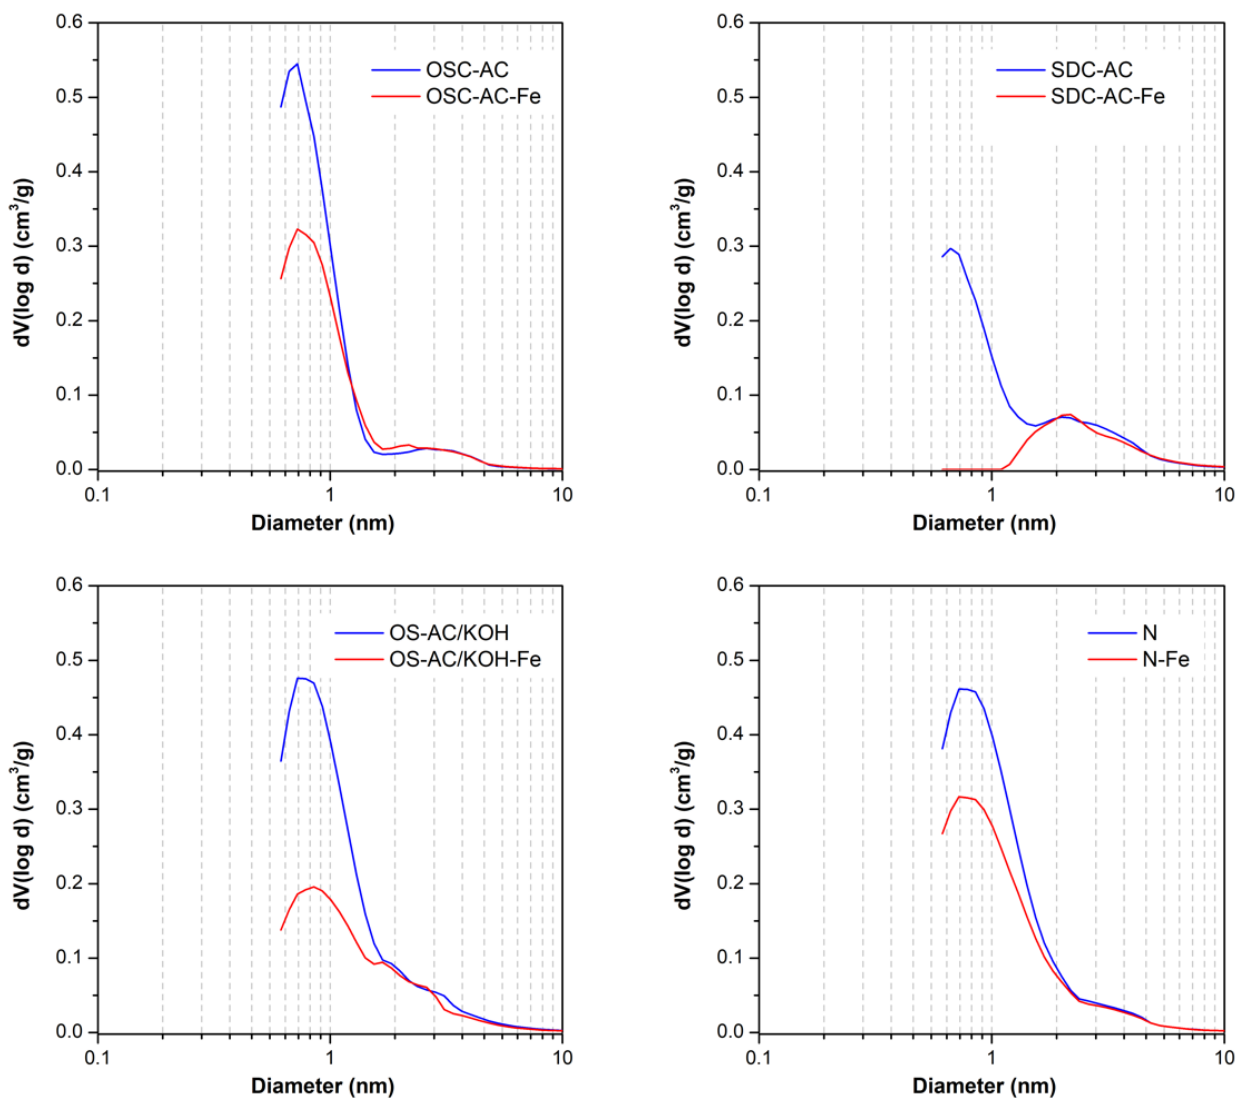 0.6
0.5
0.4
0.3
0.2
0.1
0.0
dV(log d) (cm³/g)
OSC-AC
OSC-AC-Fe
0.1
1
10
Diameter (nm)
0.6
0.5
0.4
0.3
0.2
0.1
0.0
dV(log d) (cm³/g)
SDC-AC
SDC-AC-Fe
0.1
1
10
Diameter (nm)
0.6
0.5
0.4
0.3
0.2
0.1
0.0
dV(log d) (cm³/g)
OS-AC/KOH
OS-AC/KOH-Fe
0.1
1
10
Diameter (nm)
0.6
0.5
0.4
0.3
0.2
0.1
0.0
dV(log d) (cm³/g)
N
N-Fe
0.1
1
10
Diameter (nm)